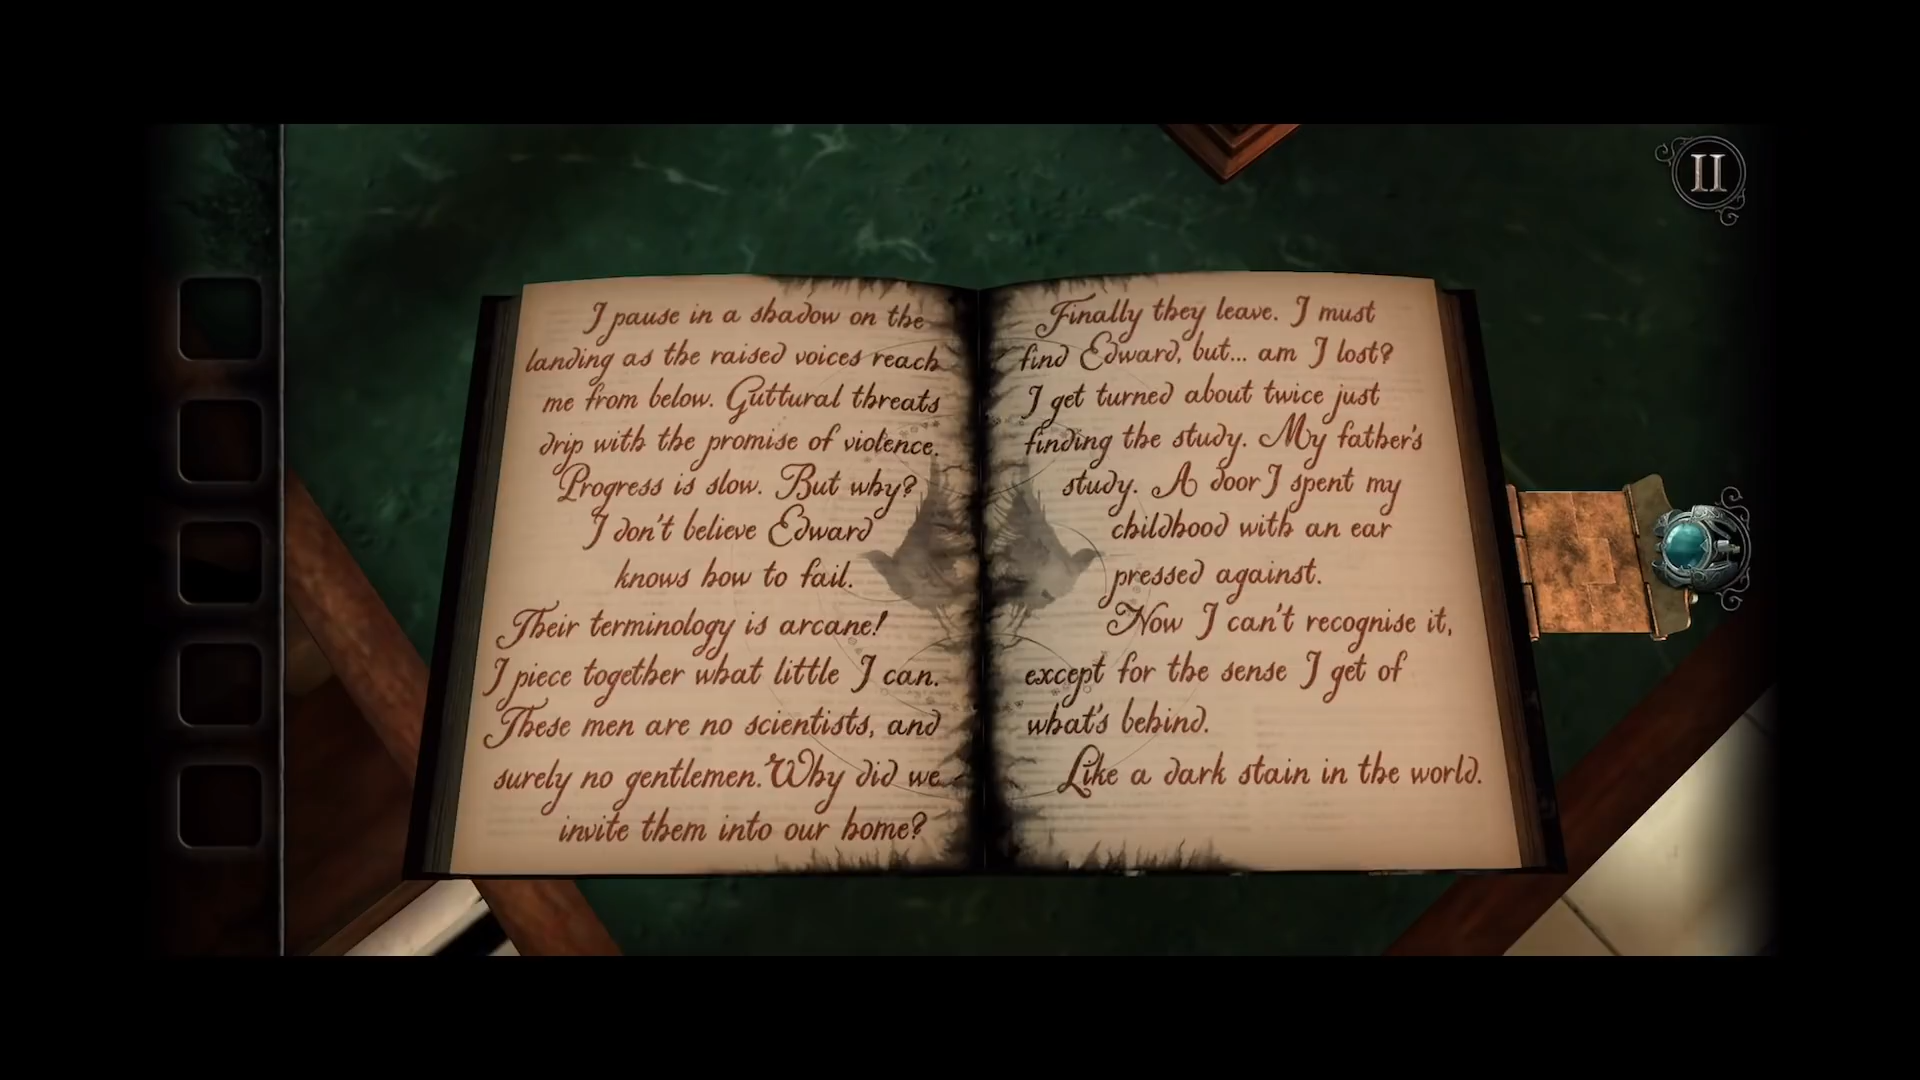 I pause in a shadow on the
landing as the raised voices reach
me from below. Guttural threats
drip with the promise of violence.
Progress is slow. But why?
I don't believe Edward
knows how to fail.
Their terminology is arcane!
I piece together what little I can.
These men are no scientists, and
surely no gentlemen. Why did we
invite them into our home?
Finally they leave. I must
find Edward, but... am I lost?
I get turned about twice just
finding the study. My father's
study. A door I spent my
childhood with an ear
pressed against.
Now I can't recognise it,
except for the sense I get of
what's behind.
Like a dark stain in the world.
II